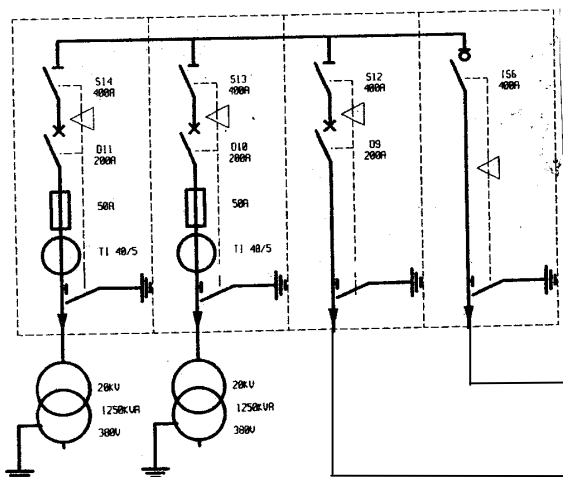 S14
400A
S13
400A
S12
400A
IS6
400A
D11
200A
D10
200A
D9
200A
50A
50A
TI 40/5
TI 40/5
20KV
1250KVA
380V
20KV
1250KVA
380V